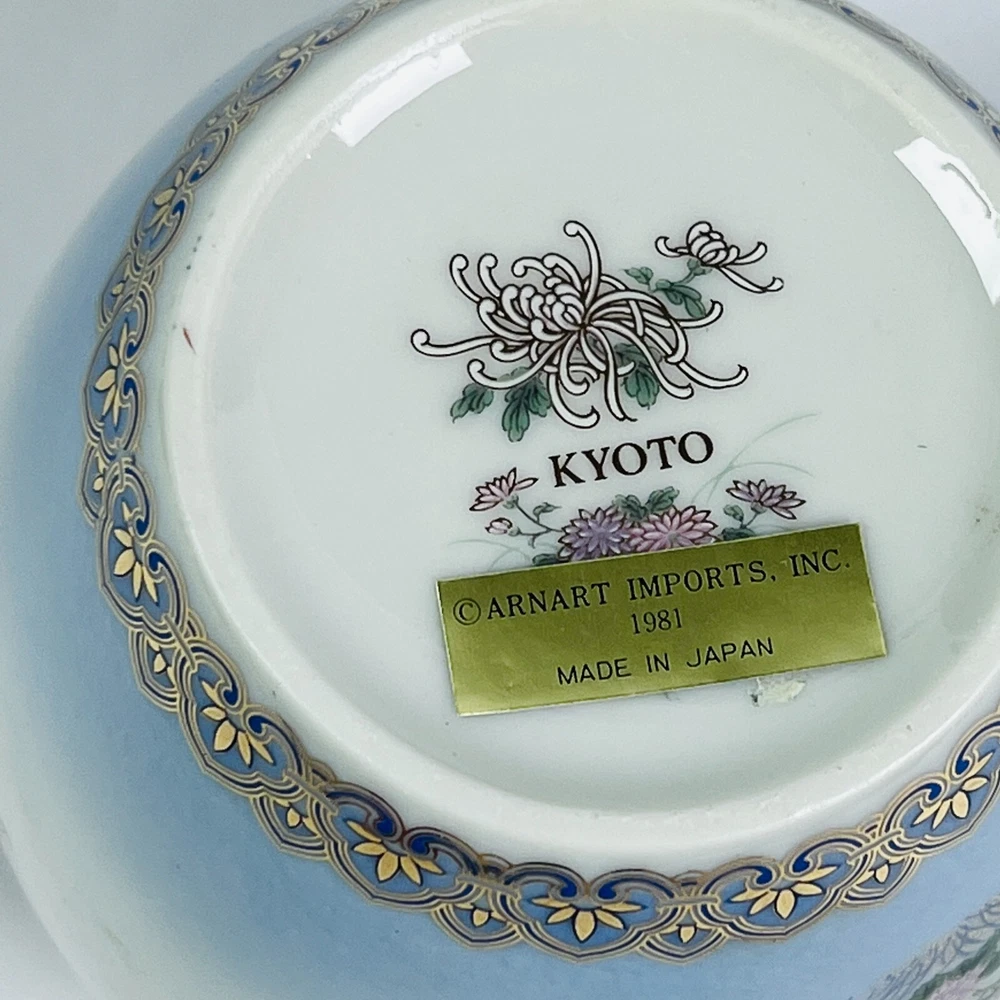 KYOTO
© ARNART IMPORTS, INC.
1981
MADE IN JAPAN